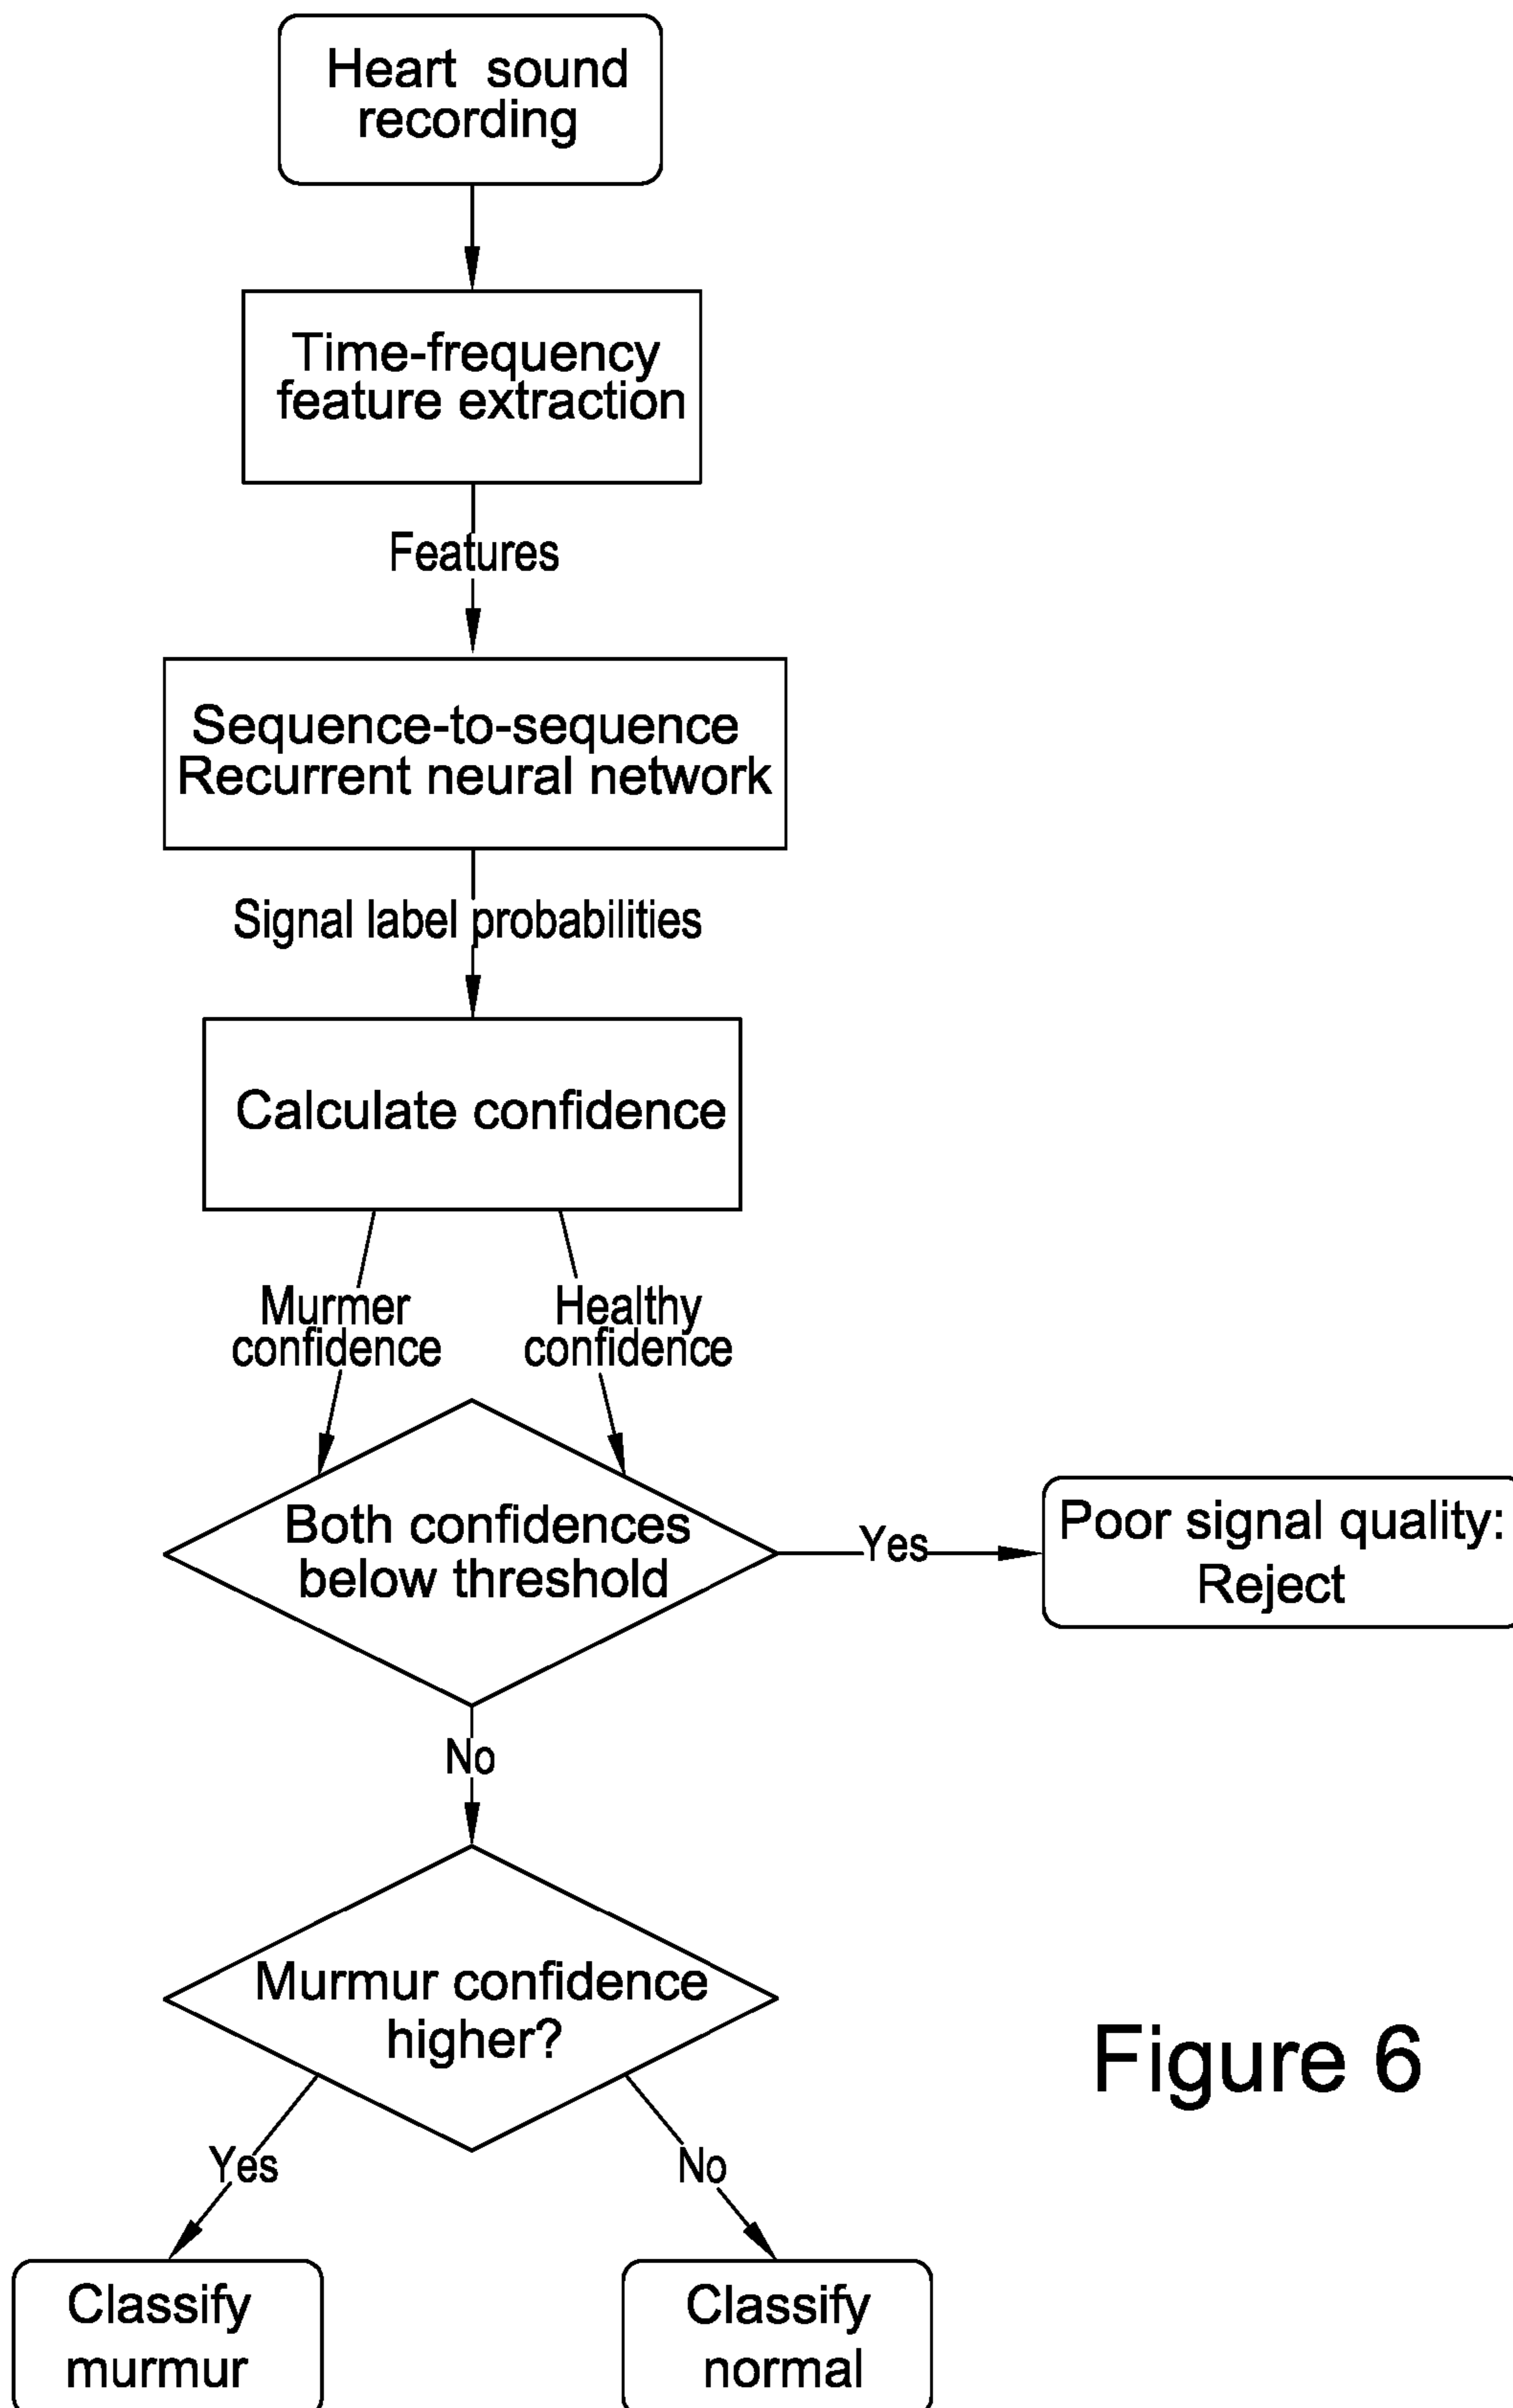 Heart sound
recording
Time-frequency
feature extraction
Features
Sequence-to-sequence
Recurrent neural network
Signal label probabilities
Calculate confidence
Murmer
confidence
Healthy
confidence
Both confidences
below threshold
Yes
Poor signal quality:
Reject
No
Murmur confidence
higher?
Figure 6
Yes
No
Classify
murmur
Classify
normal